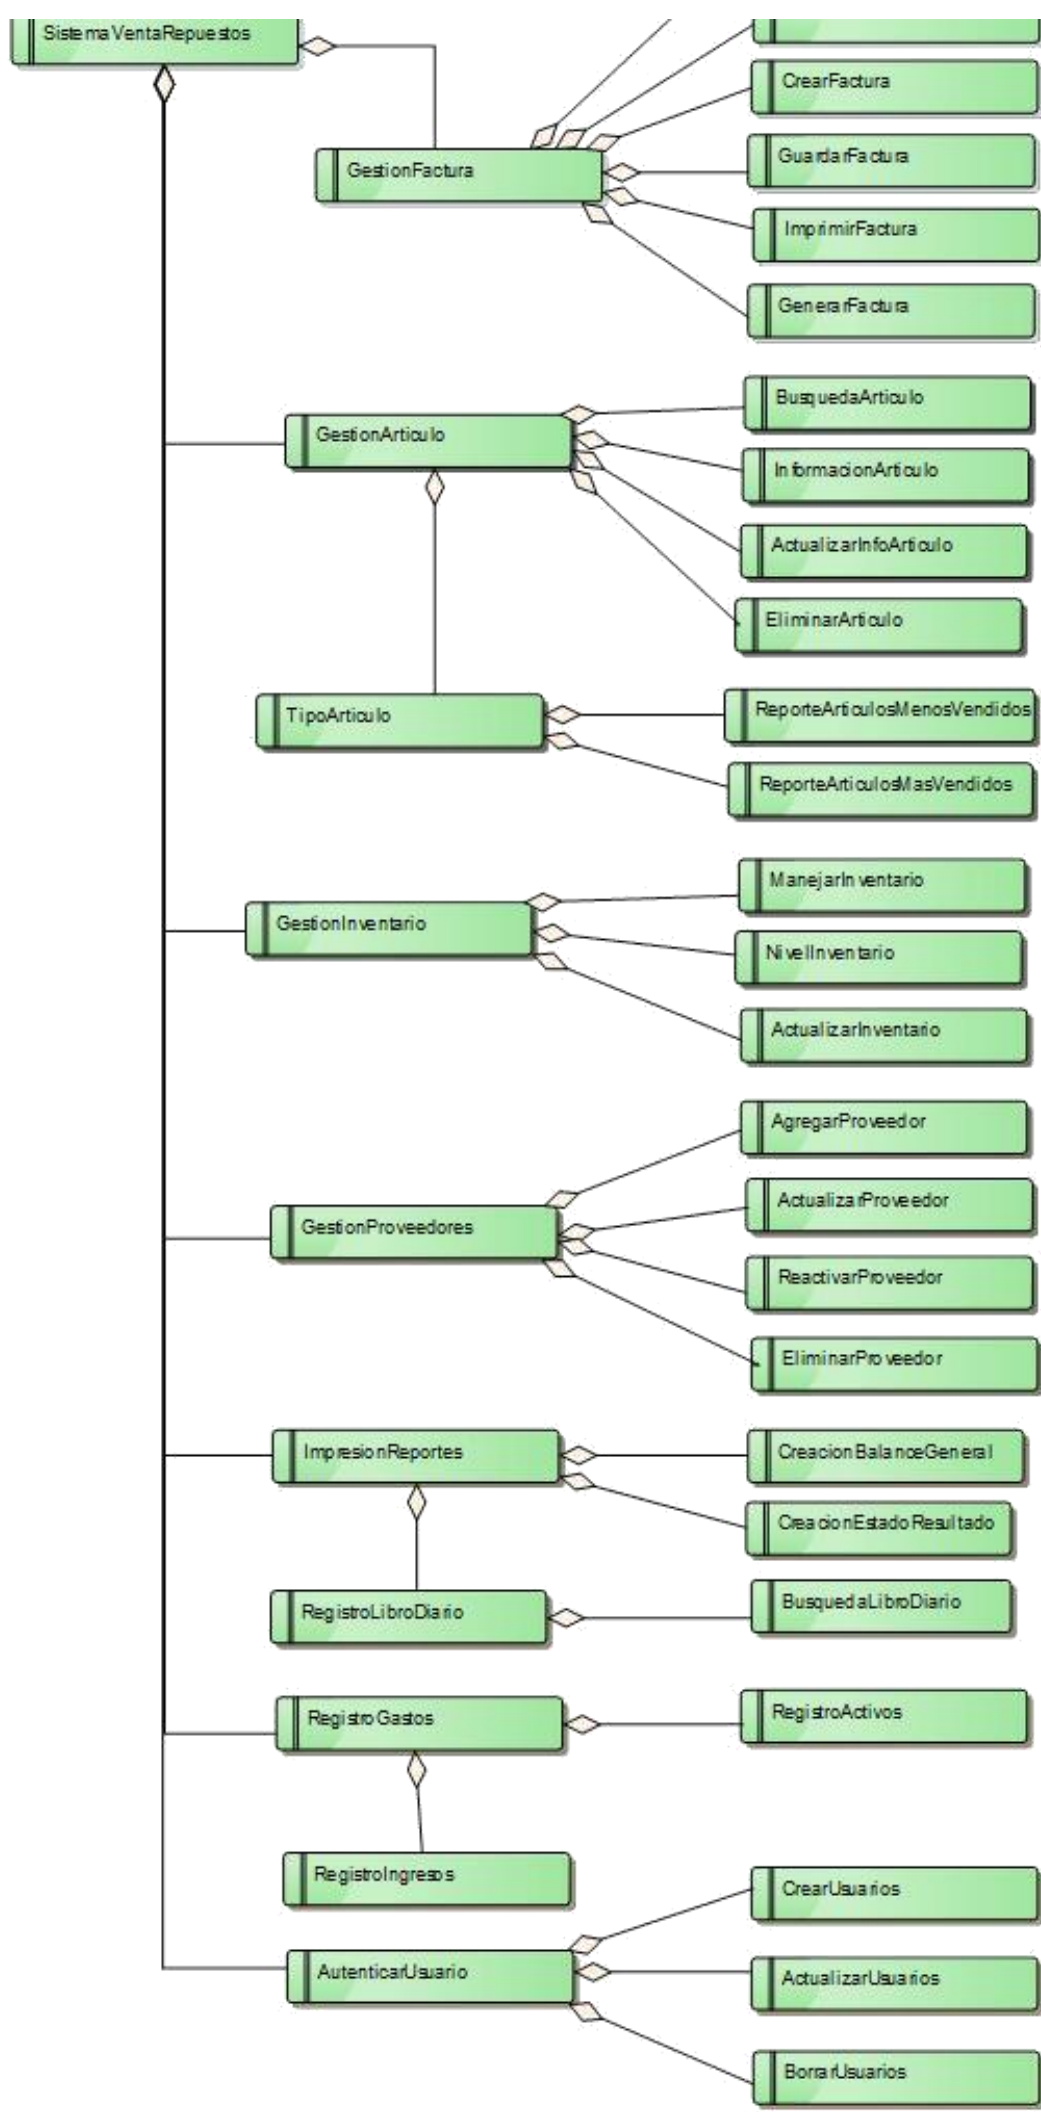 SistemaVentaRepuestos
CrearFactura
GuardarFactura
GestionFactura
ImprimirFactura
GenerarFactura
BusquedaArticulo
GestionArticulo
InformacionArticulo
ActualizarInfoArticulo
EliminarArticulo
TipoArticulo
ReporteArticulosMenosVendidos
ReporteArticulosMasVendidos
ManejarInventario
GestionInventario
NivelInventario
ActualizarInventario
AgregarProveedor
ActualizarProveedor
GestionProveedores
ReactivarProveedor
EliminarProveedor
ImpresionReportes
CreacionBalanceGeneral
CreacionEstadoResultado
RegistroLibroDiario
BusquedaLibroDiario
RegistroGastos
RegistroActivos
RegistroIngresos
CrearUsuarios
AutenticarUsuario
ActualizarUsuarios
BorrarUsuarios